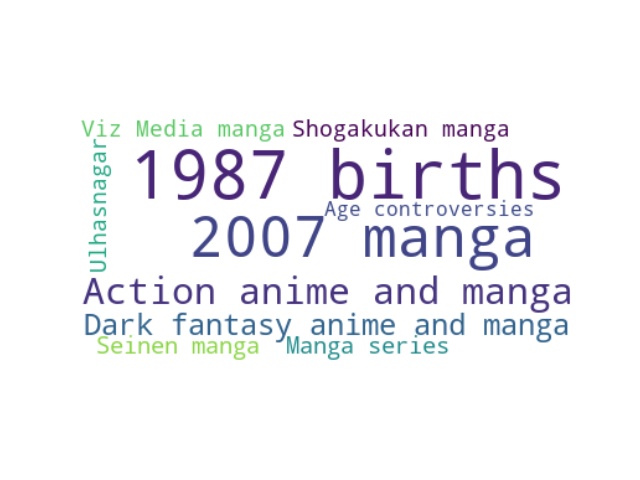 Viz Media manga
Shogakukan manga
Ulhasnagar
1987 births
Age controversies
2007 manga
Action anime and manga
Dark fantasy anime and manga
Seinen manga
Manga series